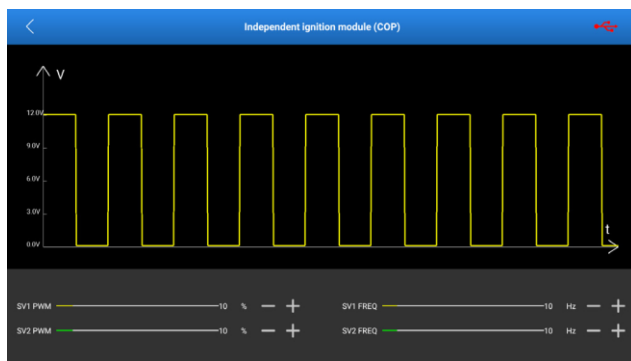 Independent ignition module (COP)
V
12.0V
9.0V
6.0V
3.0V
0.0V
t
SV1 PWM 10 % SV1 FREQ 10 Hz
SV2 PWM 10 % SV2 FREQ 10 Hz